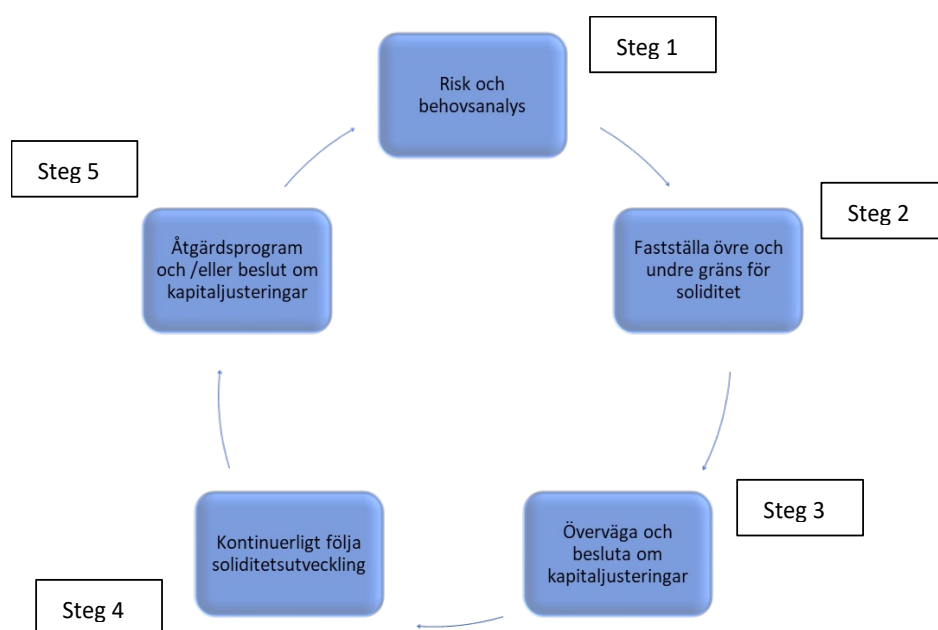 Steg 1
Risk och
behovsanalys
Steg 2
Fastställa övre och
undre gräns för
soliditet
Steg 3
Överväga och
besluta om
kapitaljusteringar
Steg 4
Kontinuerligt följa
soliditetsutveckling
Steg 5
Åtgärdsprogram
och /eller beslut om
kapitaljusteringar